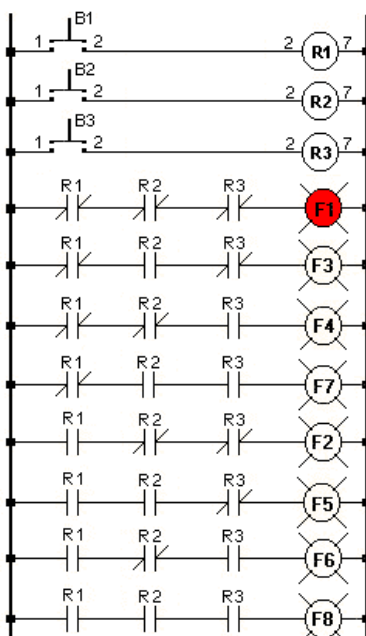 B1
1 2 2 R1 7
B2
1 2 2 R2 7
B3
1 2 2 R3 7
R1 R2 R3
F1
R1 R2 R3
F3
R1 R2 R3
F4
R1 R2 R3
F7
R1 R2 R3
F2
R1 R2 R3
F5
R1 R2 R3
F6
R1 R2 R3
F8